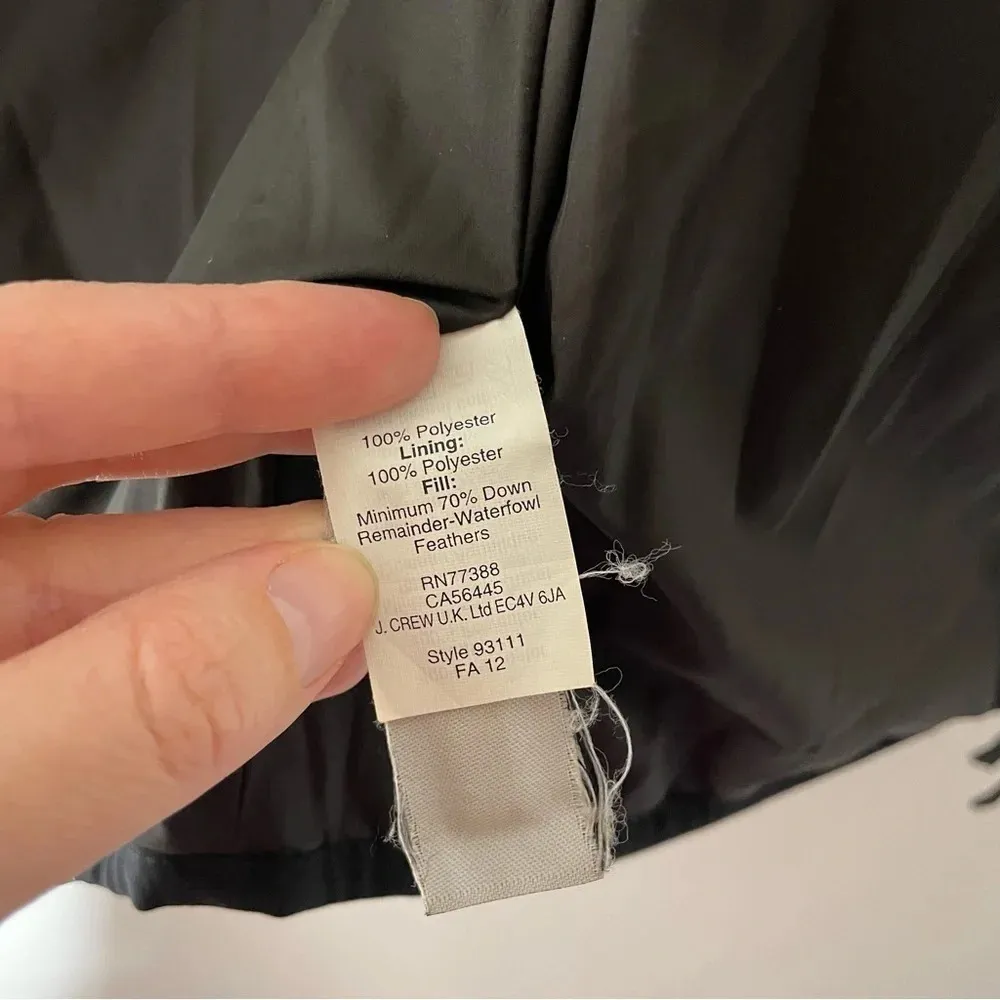 100% Polyester
Lining:
100% Polyester
Fill:
Minimum 70% Down
Remainder-Waterfowl
Feathers
RN77388
CA56445
J. CREW U.K. Ltd EC4V 6JA
Style 93111
FA 12